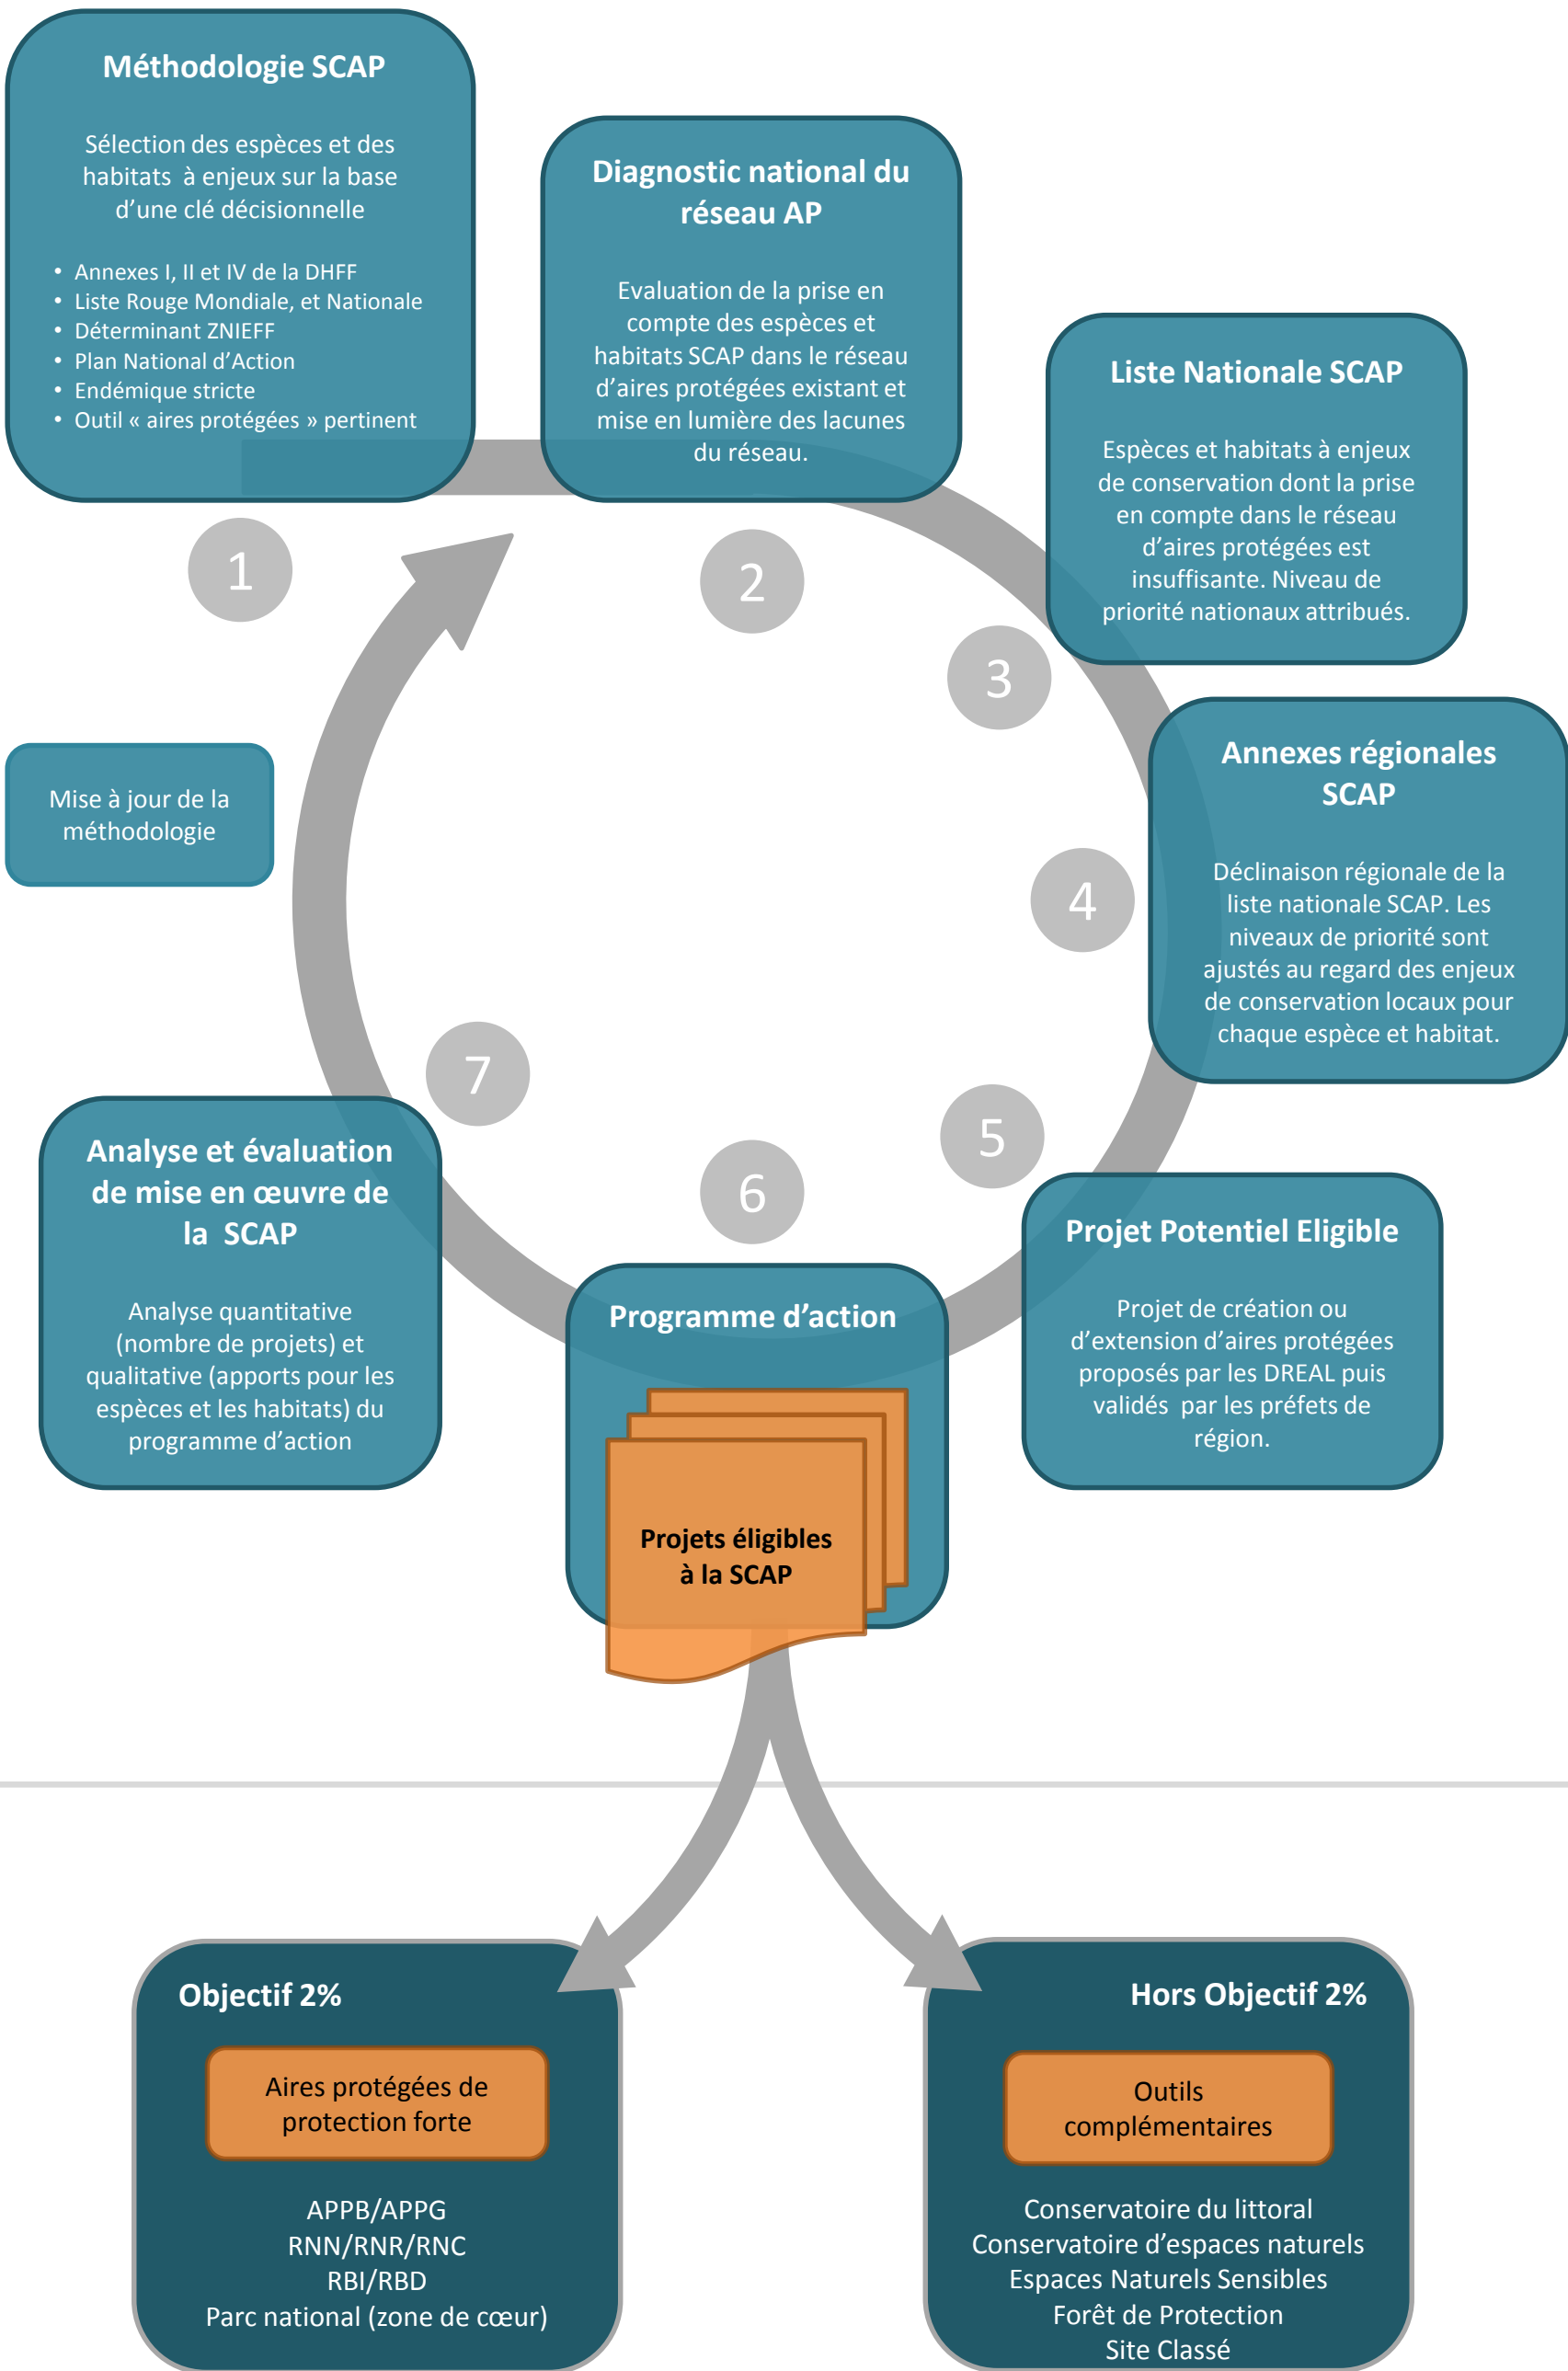 Méthodologie SCAP
Sélection des espèces et des
habitats à enjeux sur la base
d’une clé décisionnelle
• Annexes I, II et IV de la DHFF
• Liste Rouge Mondiale, et Nationale
• Déterminant ZNIEFF
• Plan National d’Action
• Endémique stricte
• Outil « aires protégées » pertinent
1
Diagnostic national du
réseau AP
Evaluation de la prise en
compte des espèces et
habitats SCAP dans le réseau
d’aires protégées existant et
mise en lumière des lacunes
du réseau.
2
Liste Nationale SCAP
Espèces et habitats à enjeux
de conservation dont la prise
en compte dans le réseau
d’aires protégées est
insuffisante. Niveau de
priorité nationaux attribués.
3
Annexes régionales
SCAP
Déclinaison régionale de la
liste nationale SCAP. Les
niveaux de priorité sont
ajustés au regard des enjeux
de conservation locaux pour
chaque espèce et habitat.
4
Projet Potentiel Eligible
Projet de création ou
d’extension d’aires protégées
proposés par les DREAL puis
validés par les préfets de
région.
5
Programme d’action
Projets éligibles
à la SCAP
6
Analyse et évaluation
de mise en œuvre de
la SCAP
Analyse quantitative
(nombre de projets) et
qualitative (apports pour les
espèces et les habitats) du
programme d’action
7
Mise à jour de la
méthodologie
Objectif 2%
Aires protégées de
protection forte
APPB/APPG
RNN/RNR/RNC
RBI/RBD
Parc national (zone de cœur)
Hors Objectif 2%
Outils
complémentaires
Conservatoire du littoral
Conservatoire d’espaces naturels
Espaces Naturels Sensibles
Forêt de Protection
Site Classé